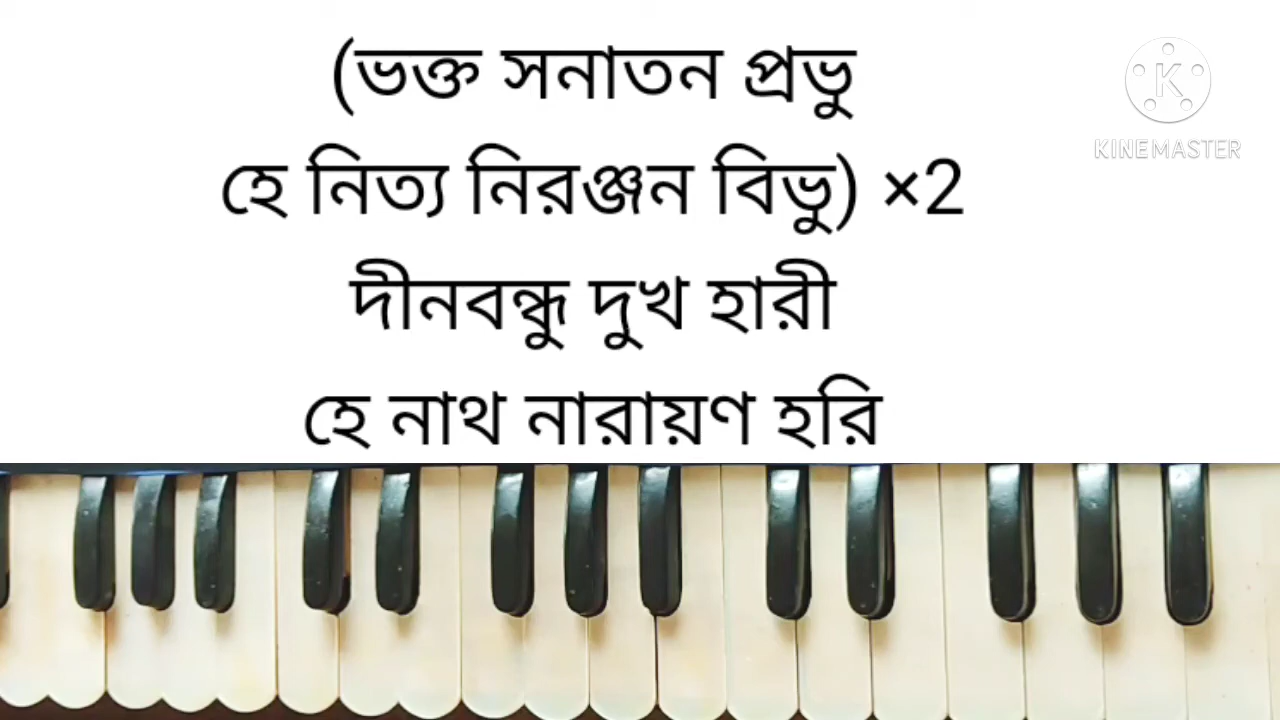 (ভক্ত সনাতন প্রভু
হে নিত্য নিরঞ্জন বিভু) ×2
দীনবন্ধু দুখ হারী
হে নাথ নারায়ণ হরি
K
KINEMASTER